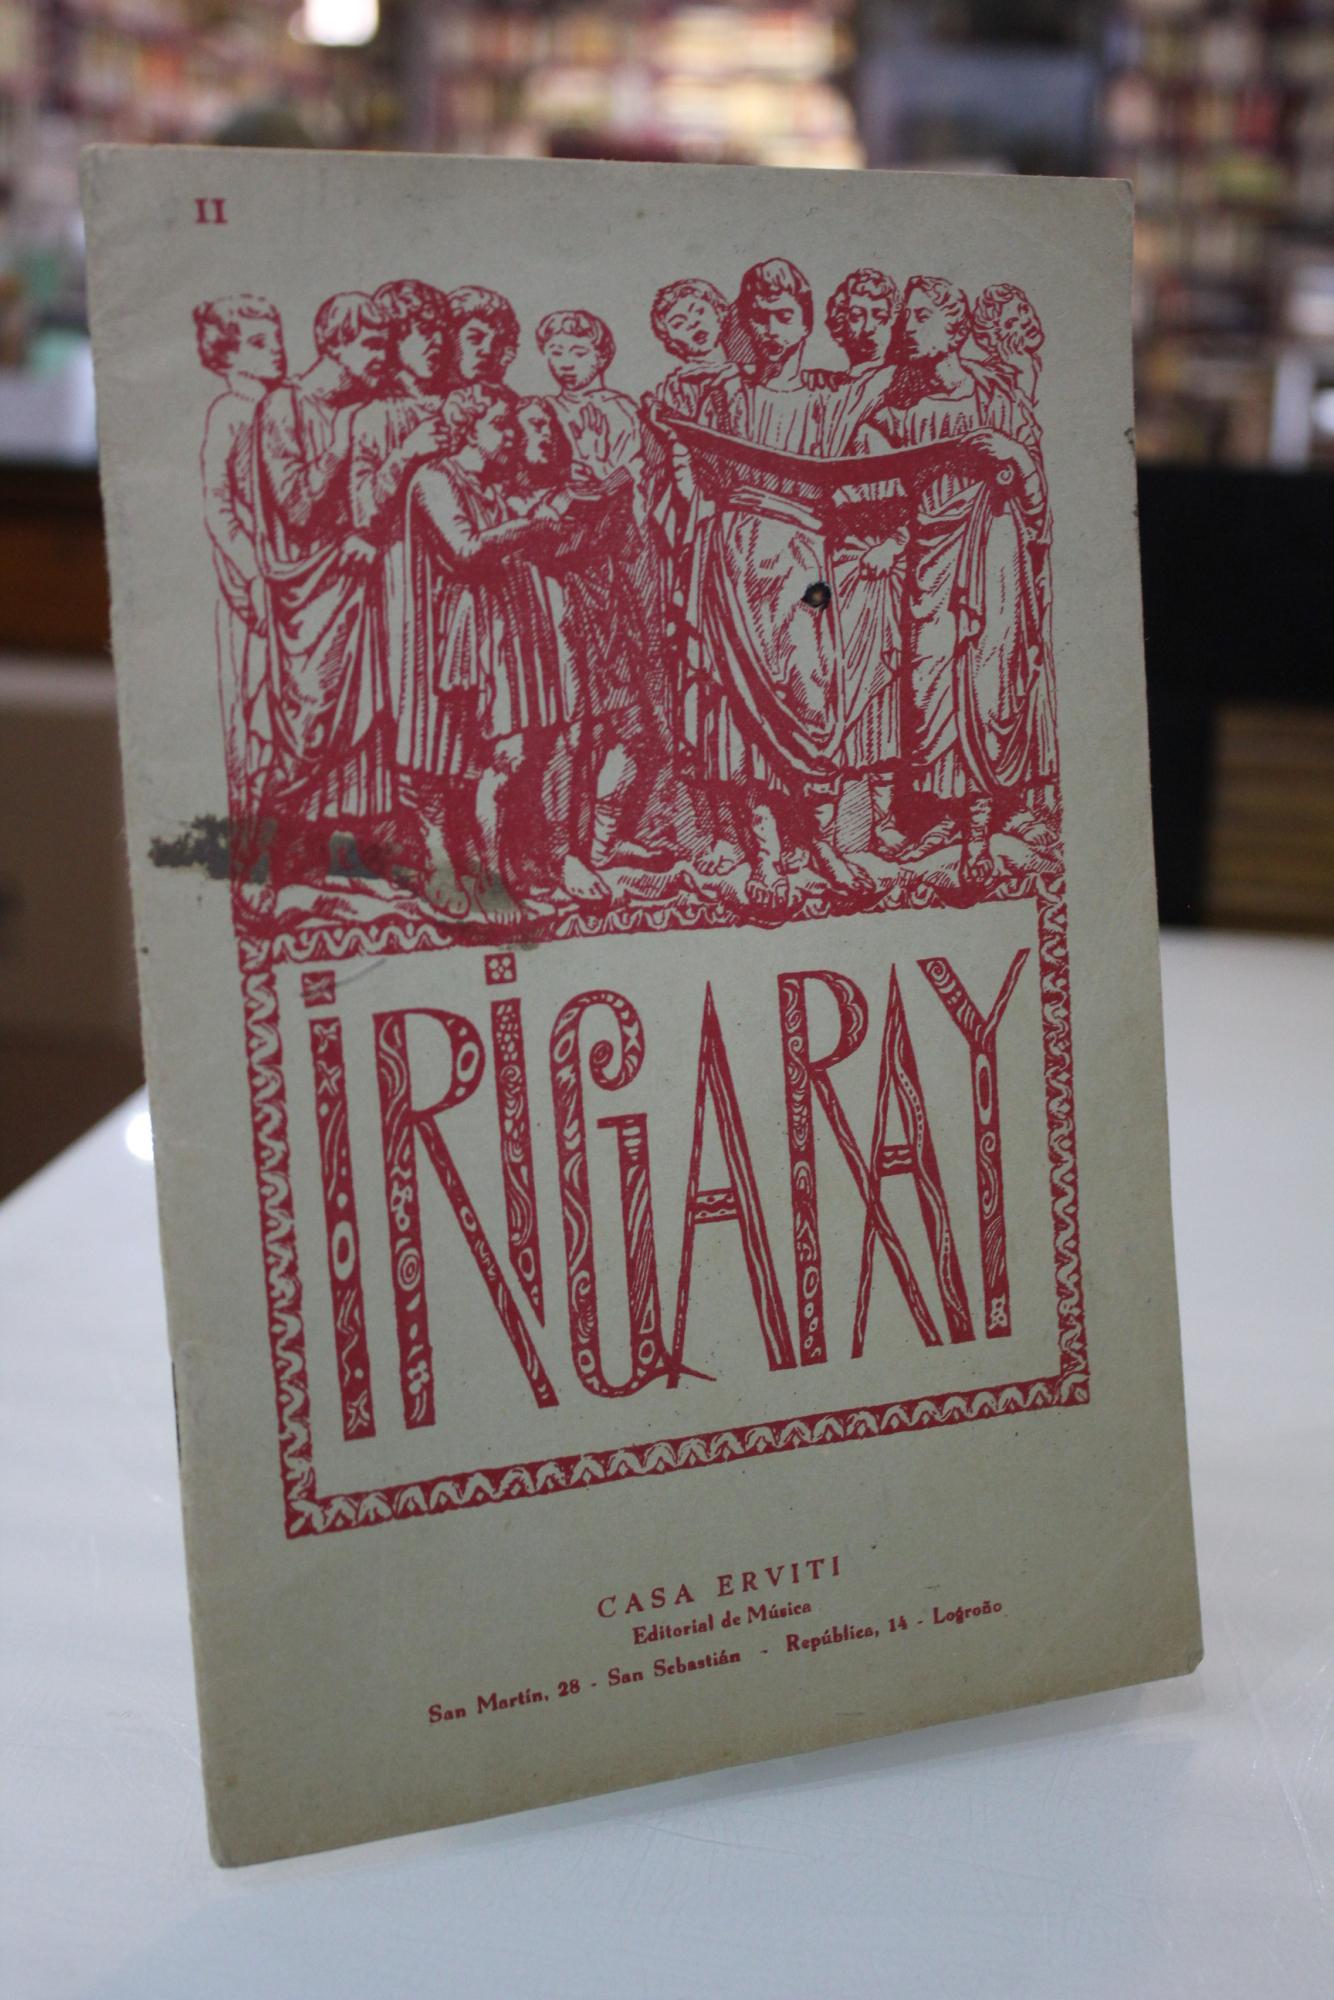 II
IRIGARAY
CASA ERVITI
Editorial de Música
San Martín, 28 - San Sebastián - República, 14 - Logroño